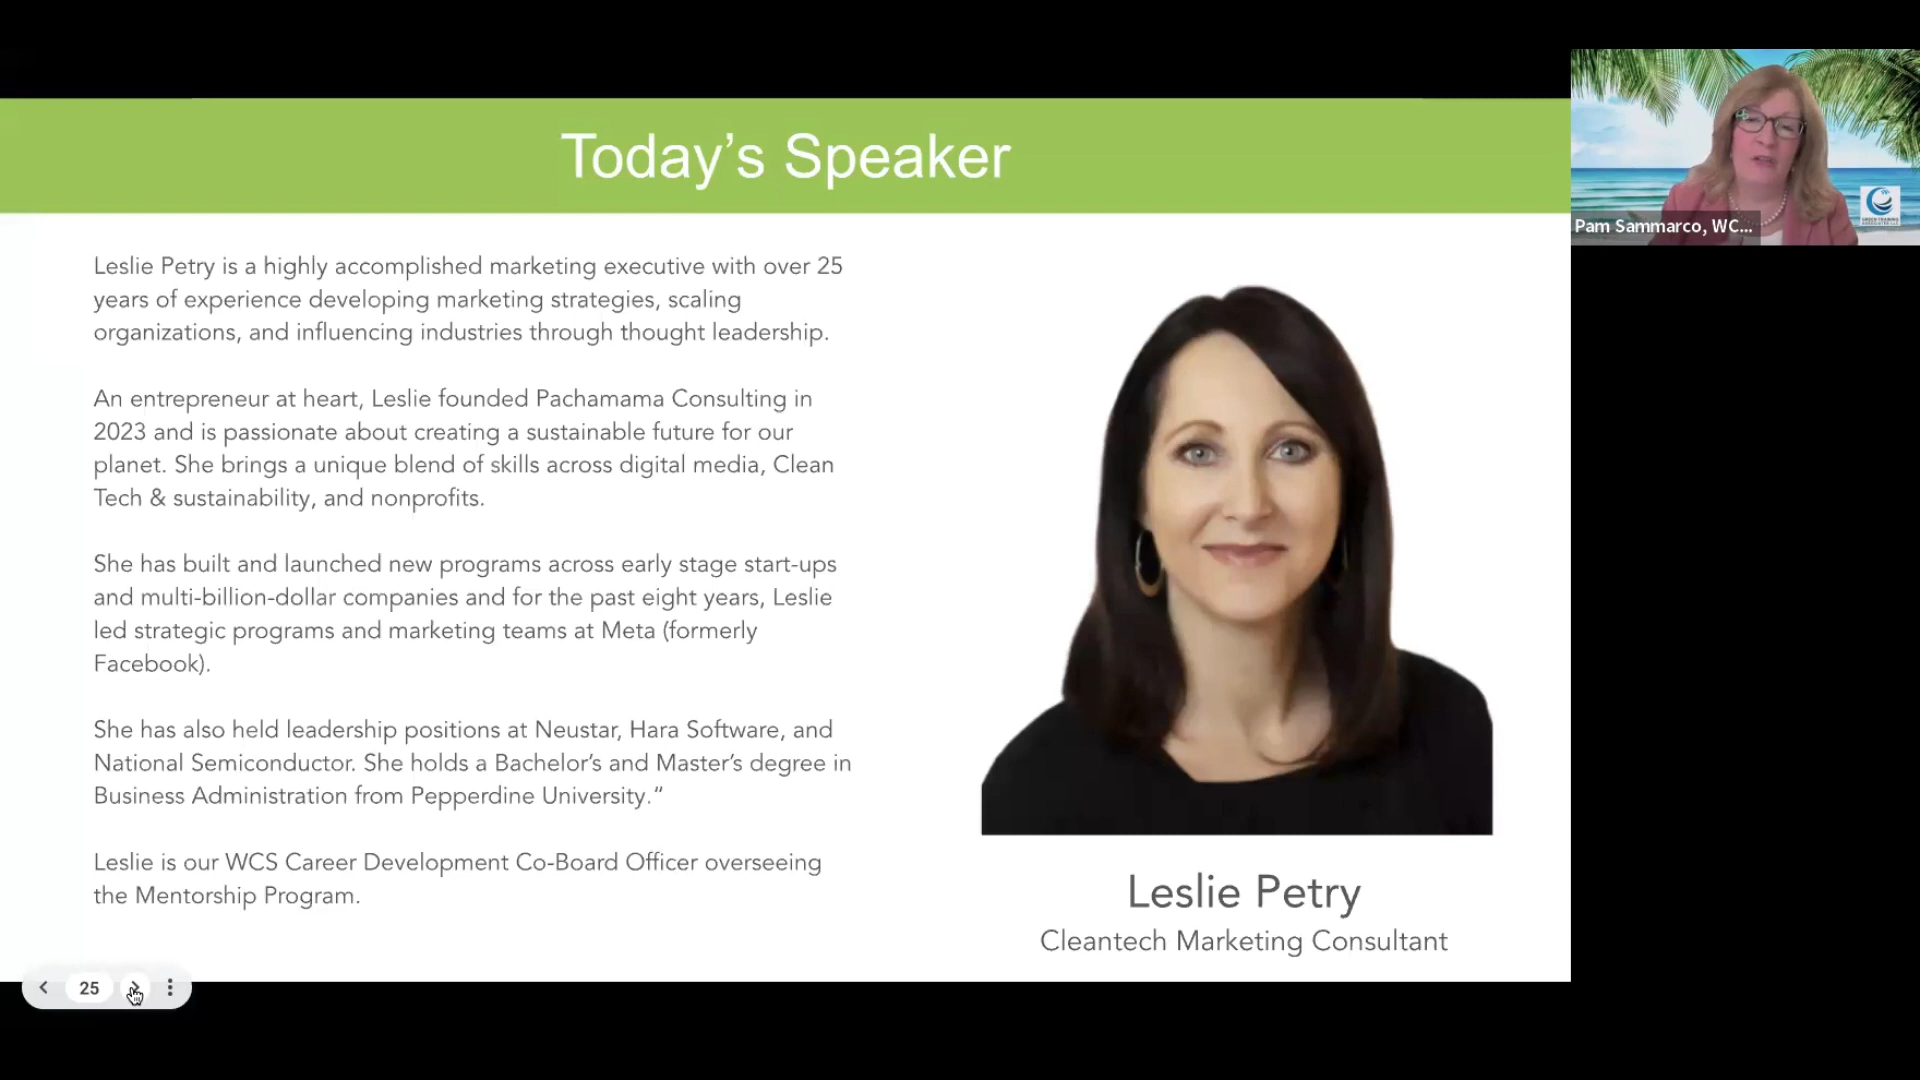 Today’s Speaker
Leslie Petry is a highly accomplished marketing executive with over 25
years of experience developing marketing strategies, scaling
organizations, and influencing industries through thought leadership.
An entrepreneur at heart, Leslie founded Pachamama Consulting in
2023 and is passionate about creating a sustainable future for our
planet. She brings a unique blend of skills across digital media, Clean
Tech & sustainability, and nonprofits.
She has built and launched new programs across early stage start-ups
and multi-billion-dollar companies and for the past eight years, Leslie
led strategic programs and marketing teams at Meta (formerly
Facebook).
She has also held leadership positions at Neustar, Hara Software, and
National Semiconductor. She holds a Bachelor’s and Master’s degree in
Business Administration from Pepperdine University.“
Leslie is our WCS Career Development Co-Board Officer overseeing
the Mentorship Program.
Leslie Petry
Cleantech Marketing Consultant
Pam Sammarco, WC...
25